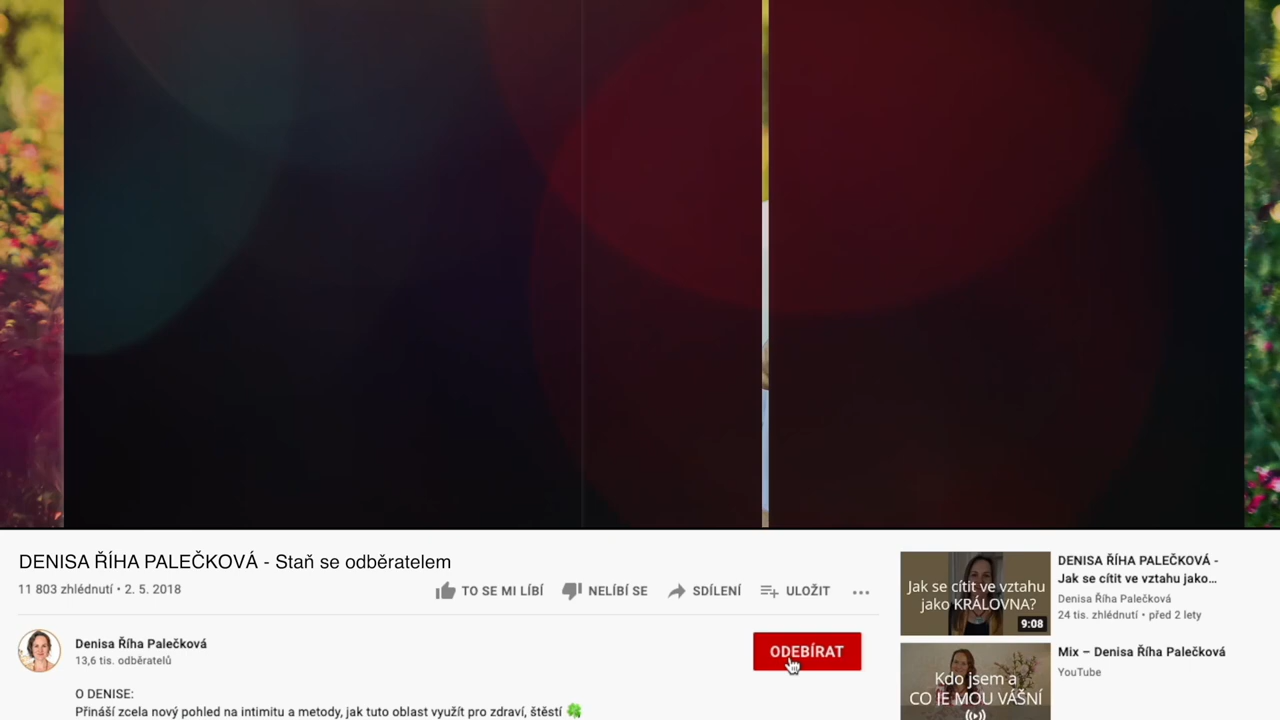 DENISA ŘÍHA PALEČKOVÁ - Staň se odběratelem
11 803 zhlédnutí • 2. 5. 2018
TO SE MI LÍBÍ
NELÍBÍ SE
SDÍLENÍ
ULOŽIT
Denisa Říha Palečková
13,6 tis. odběratelů
ODEBÍRAT
O DENISE:
Přináší zcela nový pohled na intimitu a metody, jak tuto oblast využít pro zdraví, štěstí 🍀
Jak se cítit ve vztahu
jako KRÁLOVNA?
9:08
DENISA ŘÍHA PALEČKOVÁ -
Jak se cítit ve vztahu jako...
Denisa Říha Palečková
24 tis. zhlédnutí • před 2 lety
Kdo jsem a
CO JE MOU VÁŠNÍ
Mix – Denisa Říha Palečková
YouTube